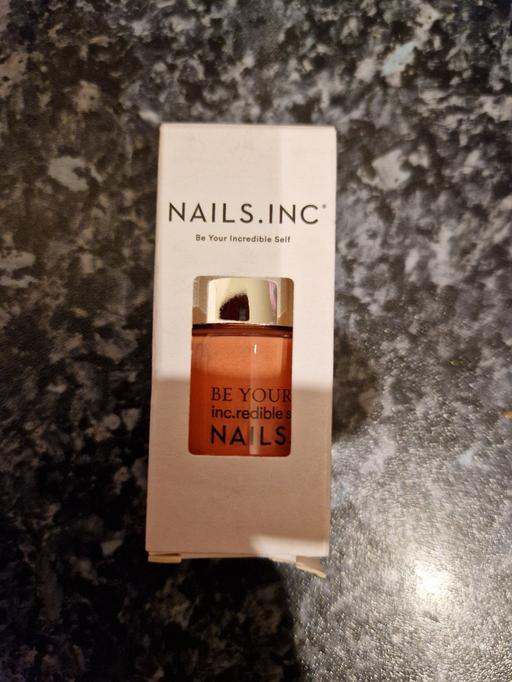 NAILS.INC®
Be Your Incredible Self
BE YOUR
inc.redible s
NAILS